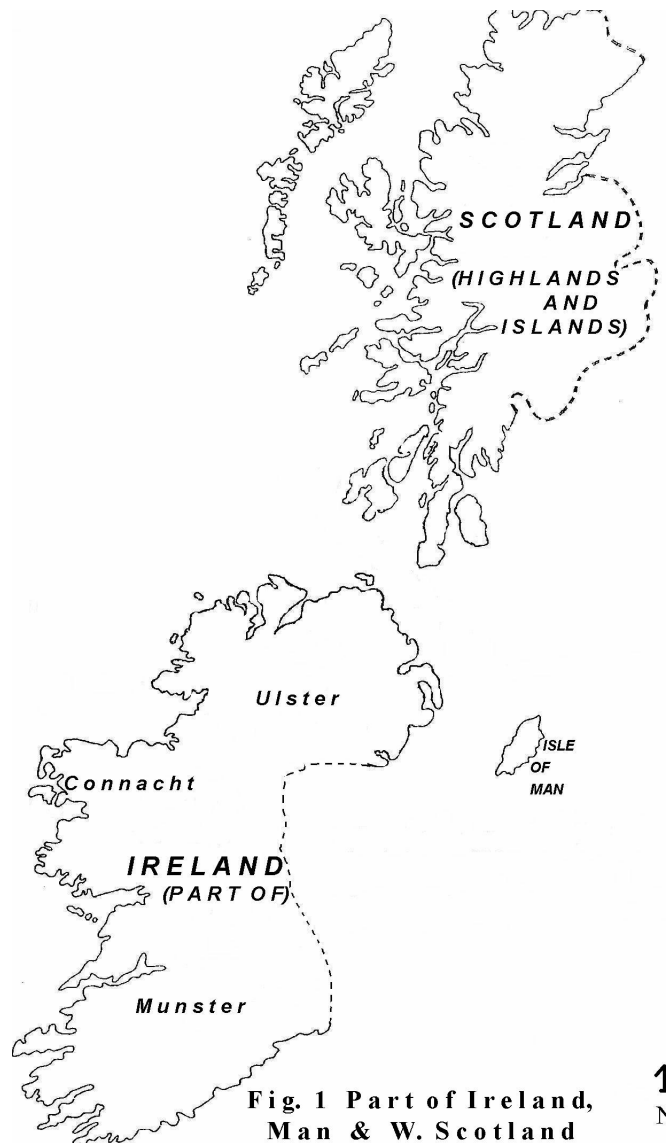 SCOTLAND
(HIGHLANDS
AND
ISLANDS)
Ulster
ISLE
OF
MAN
Connacht
IRELAND
(PART OF)
Munster
Fig. 1 Part of Ireland,
Man & W. Scotland
1
N